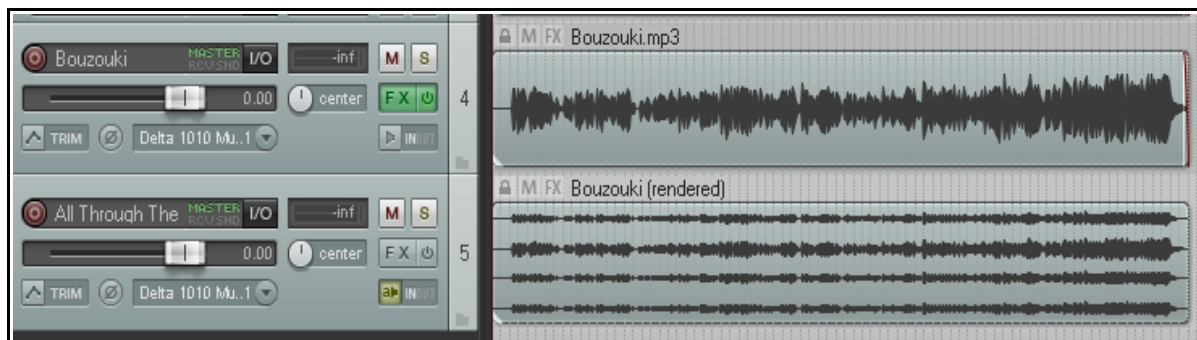 M FX Bouzouki.mp3
Bouzouki MASTER RCV SND I/O -inf M S
0.00 center FX 4
TRIM Delta 1010 Mu..1 IN OUT
M FX Bouzouki (rendered)
All Through The MASTER RCV SND I/O -inf M S
0.00 center FX 5
TRIM Delta 1010 Mu..1 a IN OUT